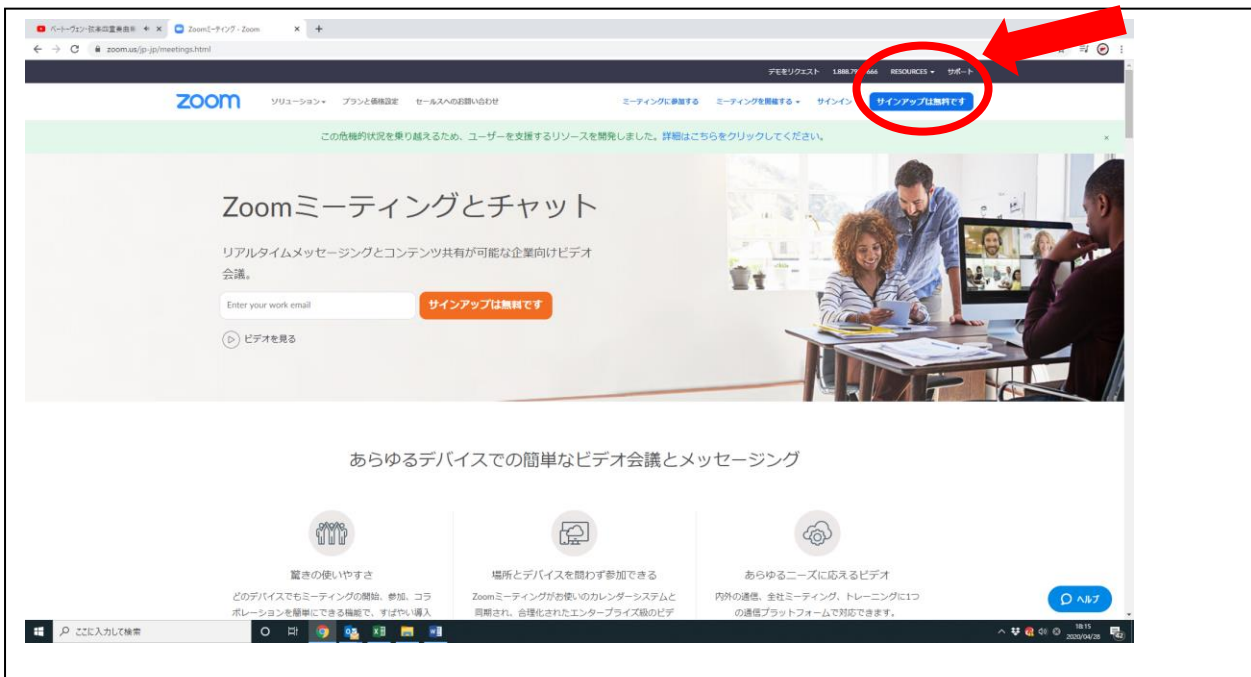 Zoomミーティング - Zoom
zoom.us/jp-jp/meetings.html
デモをリクエスト 1.888.79 666 RESOURCES サポート
zoom ソリューション プランと価格設定 セールスへのお問い合わせ ミーティングに参加する ミーティングを開催する サインイン サインアップは無料です
この危機的状況を乗り越えるため、ユーザーを支援するリソースを開発しました。詳細はこちらをクリックしてください。
Zoomミーティングとチャット
リアルタイムメッセージングとコンテンツ共有が可能な企業向けビデオ
会議。
Enter your work email サインアップは無料です
ビデオを見る
あらゆるデバイスでの簡単なビデオ会議とメッセージング
驚きの使いやすさ
どのデバイスでもミーティングの開始、参加、コラ
ボレーションを簡単にできる機能で、すばやい導入
場所とデバイスを問わず参加できる
Zoomミーティングがお使いのカレンダーシステムと
同期され、合理化されたエンタープライズ級のビデ
あらゆるニーズに応えるビデオ
内外の通信、全社ミーティング、トレーニングに1つ
の通信プラットフォームで対応できます。
ヘルプ
ここに入力して検索
18:15
2020/04/28